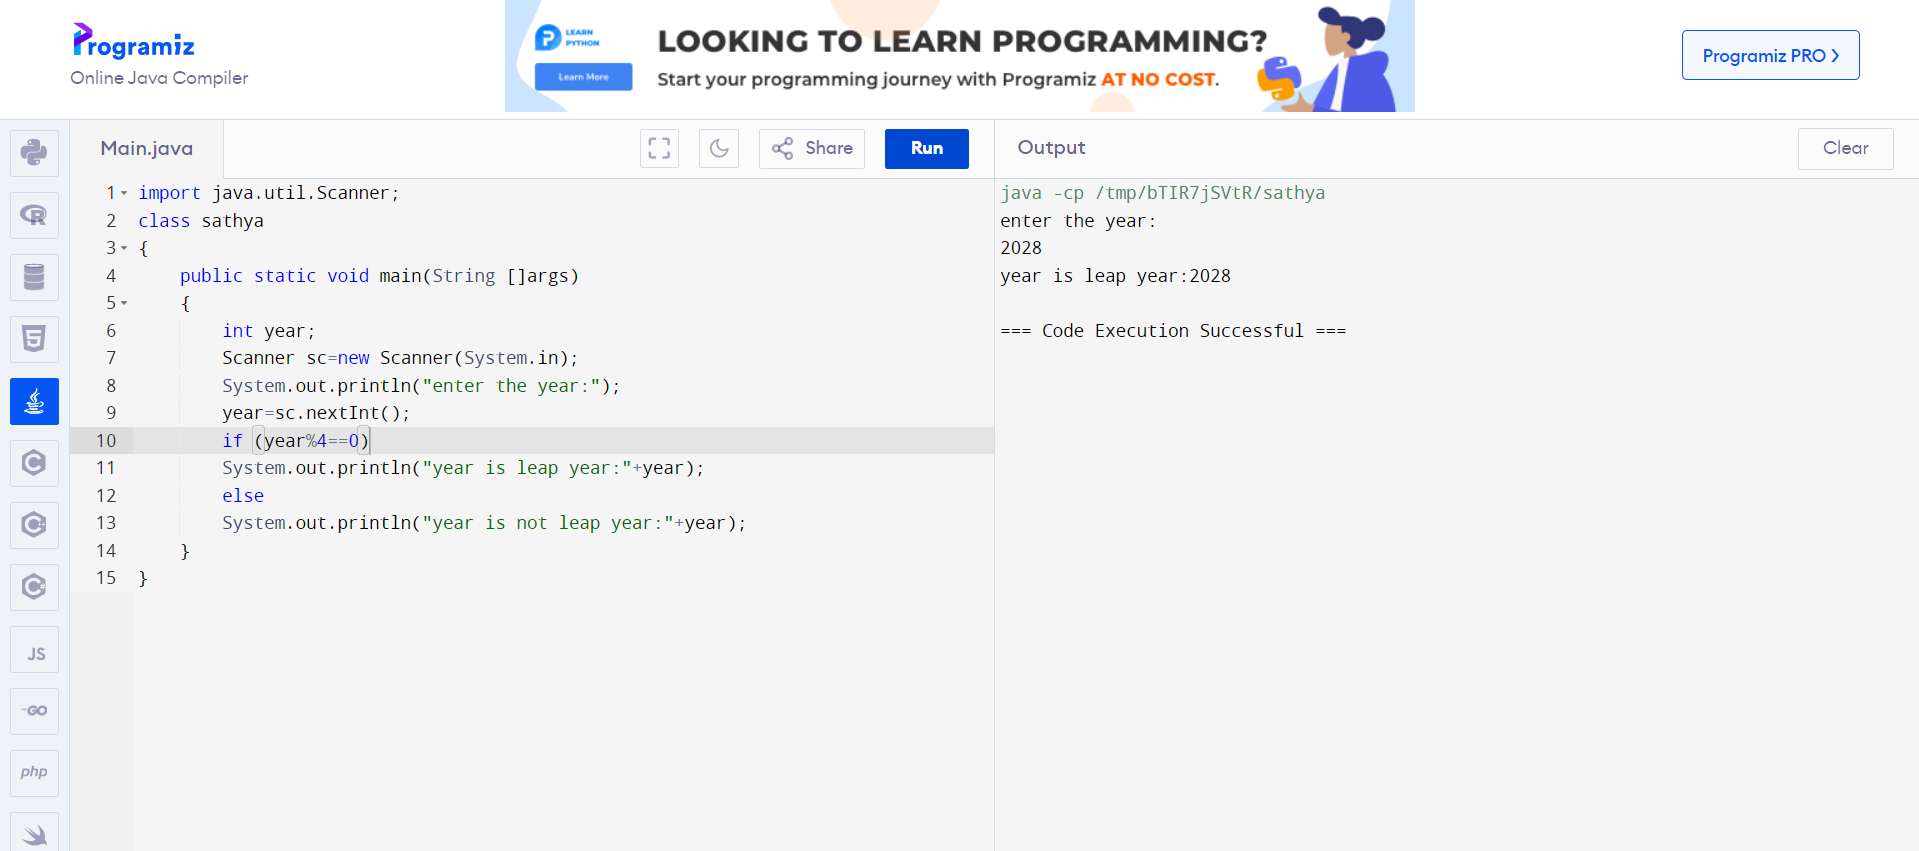 Programiz
Online Java Compiler
LEARN
PYTHON
Learn More
LOOKING TO LEARN PROGRAMMING?
Start your programming journey with Programiz AT NO COST.
Programiz PRO
Main.java
Share
Run
Output
Clear
1 import java.util.Scanner;
2 class sathya
3 {
4     public static void main(String []args)
5     {
6         int year;
7         Scanner sc=new Scanner(System.in);
8         System.out.println("enter the year:");
9         year=sc.nextInt();
10         if (year%4==0)
11         System.out.println("year is leap year:"+year);
12         else
13         System.out.println("year is not leap year:"+year);
14     }
15 }
java -cp /tmp/bTIR7jSVtR/sathya
enter the year:
2028
year is leap year:2028
=== Code Execution Successful ===
R
5
C
C
C
JS
GO
php